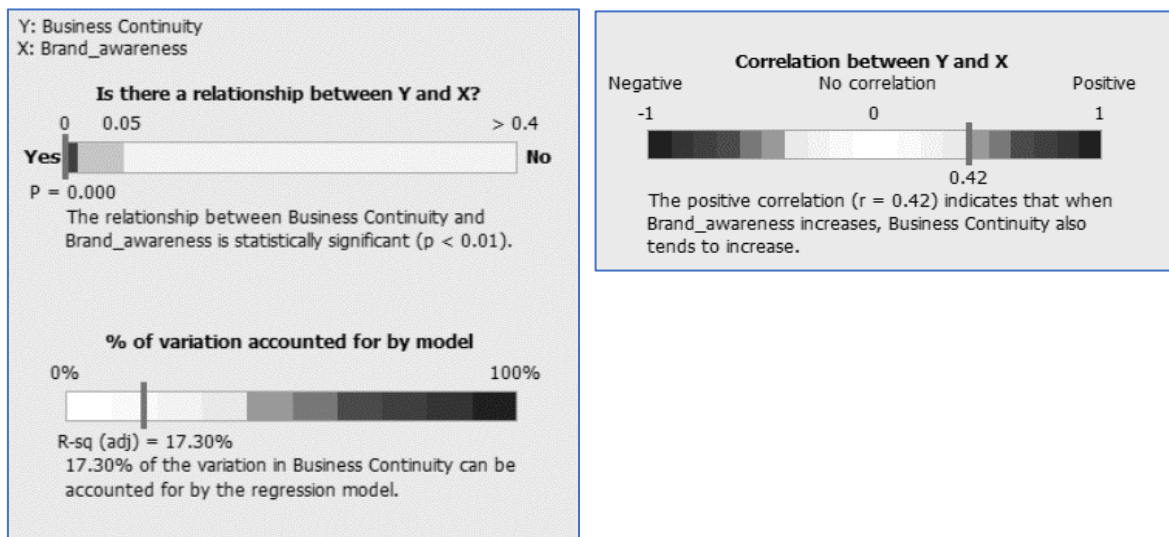 Y: Business Continuity
X: Brand_awareness
Is there a relationship between Y and X?
0 0.05 > 0.4
Yes No
P = 0.000
The relationship between Business Continuity and
Brand_awareness is statistically significant (p < 0.01).
% of variation accounted for by model
0% 100%
R-sq (adj) = 17.30%
17.30% of the variation in Business Continuity can be
accounted for by the regression model.
Correlation between Y and X
Negative No correlation Positive
-1 0 1
0.42
The positive correlation (r = 0.42) indicates that when
Brand_awareness increases, Business Continuity also
tends to increase.